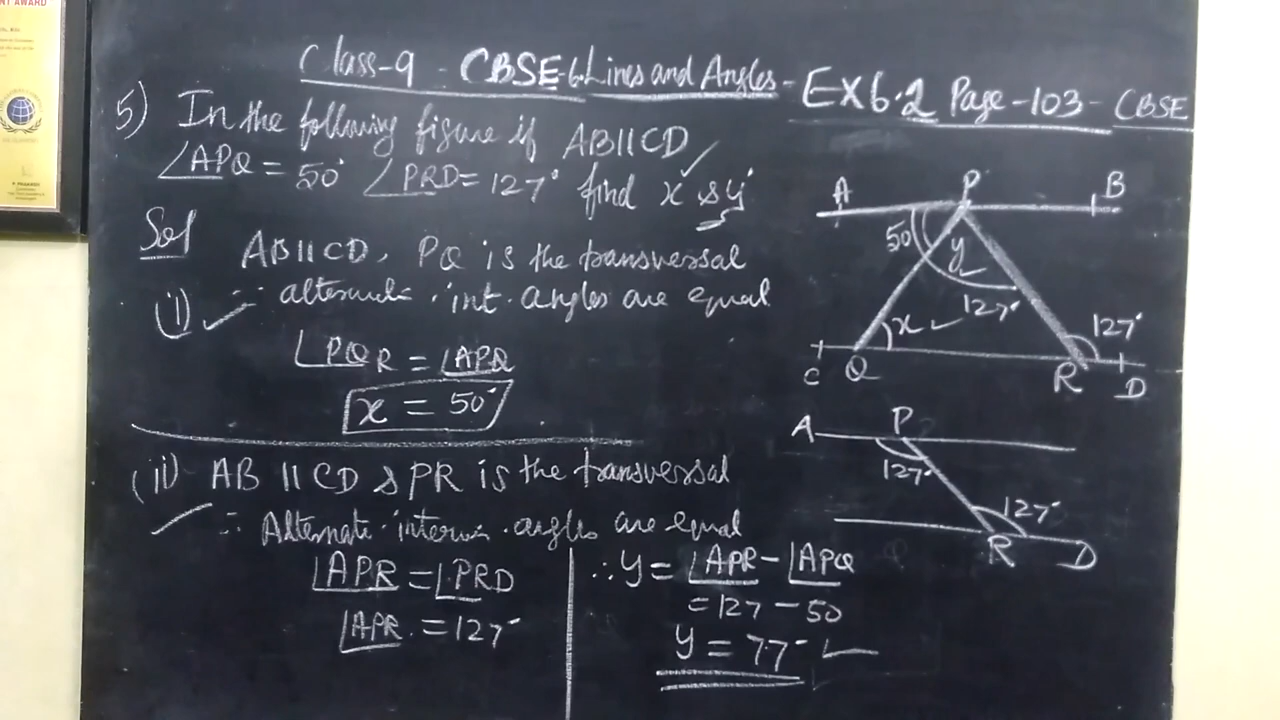 Class-9 - CBSE-6.Lines and Angles - EX 6.2 Page-103 - CBSE
5) In the following figure if AB||CD
∠APQ = 50° ∠PRD = 127° find x & y
Sol
AB||CD, PQ is the transversal
(i) ∵ alternate int. angles are equal
∠PQR = ∠APQ
x = 50°
(ii) AB || CD & PR is the transversal
∴ Alternate interior angles are equal
∠APR = ∠PRD
∠APR = 127°
∴ y = ∠APR - ∠APQ
= 127 - 50
y = 77°
A P B
50 y
127°
x 127°
C Q R D
A P
127°
127°
R D